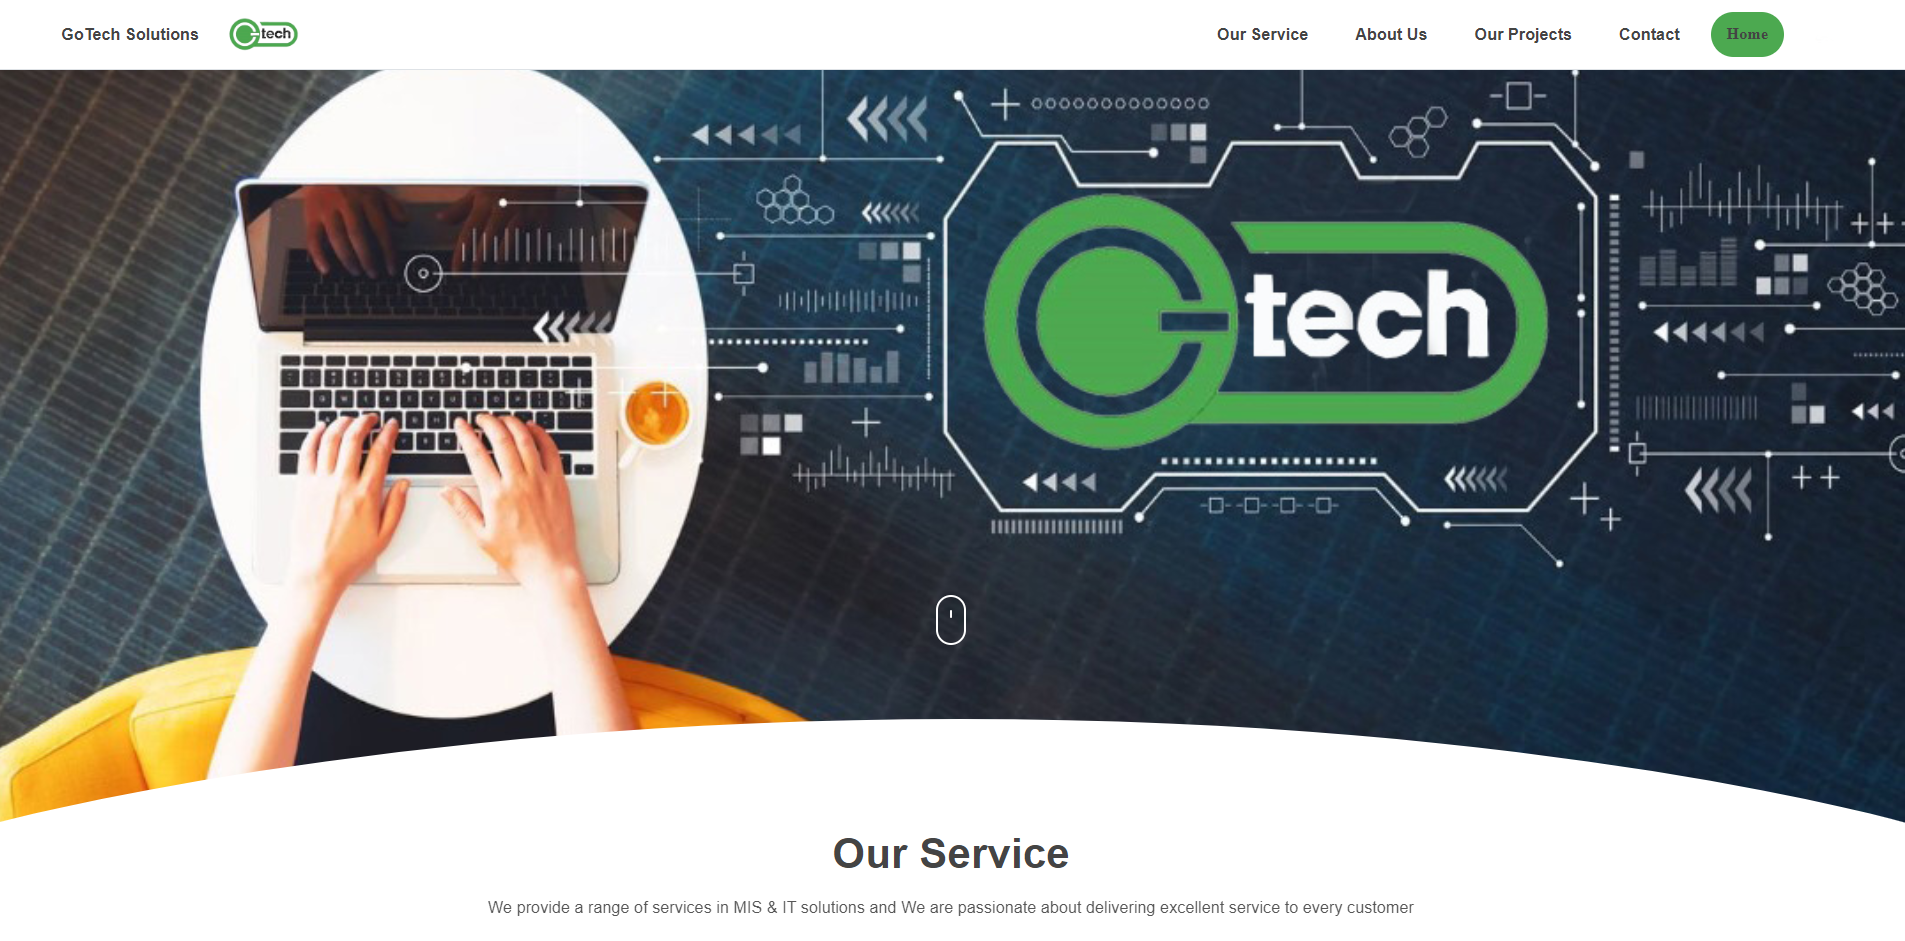 GoTech Solutions
tech
Our Service
About Us
Our Projects
Contact
Home
tech
Our Service
We provide a range of services in MIS & IT solutions and We are passionate about delivering excellent service to every customer